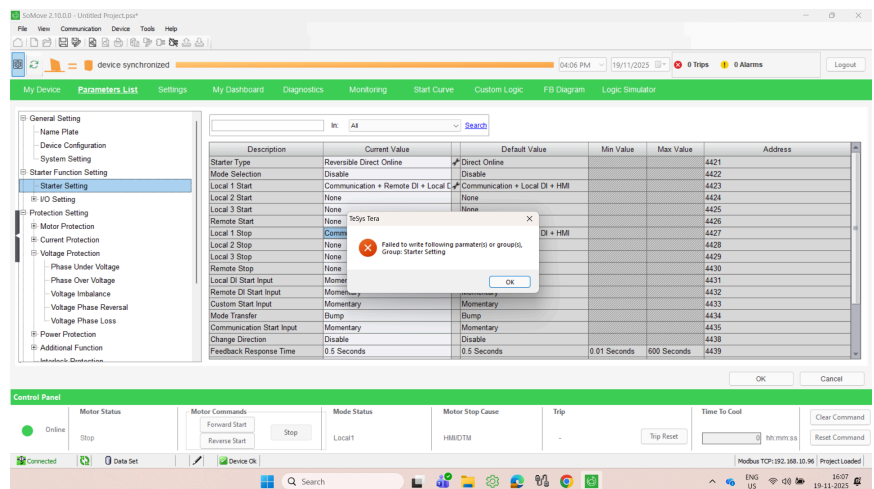 SoMove 2.10.0.0 - Untitled Project.psx*
File View Communication Device Tools Help
device synchronized
04:06 PM 19/11/2025 0 Trips 0 Alarms Logout
My Device Parameters List Settings My Dashboard Diagnostics Monitoring Start Curve Custom Logic FB Diagram Logic Simulator
General Setting
Name Plate
Device Configuration
System Setting
Starter Function Setting
Starter Setting
I/O Setting
Protection Setting
Motor Protection
Current Protection
Voltage Protection
Phase Under Voltage
Phase Over Voltage
Voltage Imbalance
Voltage Phase Reversal
Voltage Phase Loss
Power Protection
Additional Function
Interlock Protection
In: All Search
Description Current Value Default Value Min Value Max Value Address
Starter Type Reversible Direct Online Direct Online 4421
Mode Selection Disable Disable 4422
Local 1 Start Communication + Remote DI + Local D Communication + Local DI + HMI 4423
Local 2 Start None None 4424
Local 3 Start None None 4425
Remote Start None 4426
Local 1 Stop Comm DI + HMI 4427
Local 2 Stop None 4428
Local 3 Stop None 4429
Remote Stop None 4430
Local DI Start Input Momen 4431
Remote DI Start Input Momentary Momentary 4432
Custom Start Input Momentary Momentary 4433
Mode Transfer Bump Bump 4434
Communication Start Input Momentary Momentary 4435
Change Direction Disable Disable 4438
Feedback Response Time 0.5 Seconds 0.5 Seconds 0.01 Seconds 600 Seconds 4439
TeSys Tera
Failed to write following parmater(s) or group(s),
Group: Starter Setting
OK
OK Cancel
Control Panel
Motor Status Motor Commands Mode Status Motor Stop Cause Trip Time To Cool
Online Stop Forward Start Reverse Start Stop Local1 HMI/DTM - Trip Reset 0 hh:mm:ss Clear Command Reset Command
Connected Data Set Device Ok Modbus TCP:192.168.10.96 Project Loaded
Search ENG US 16:07 19-11-2025